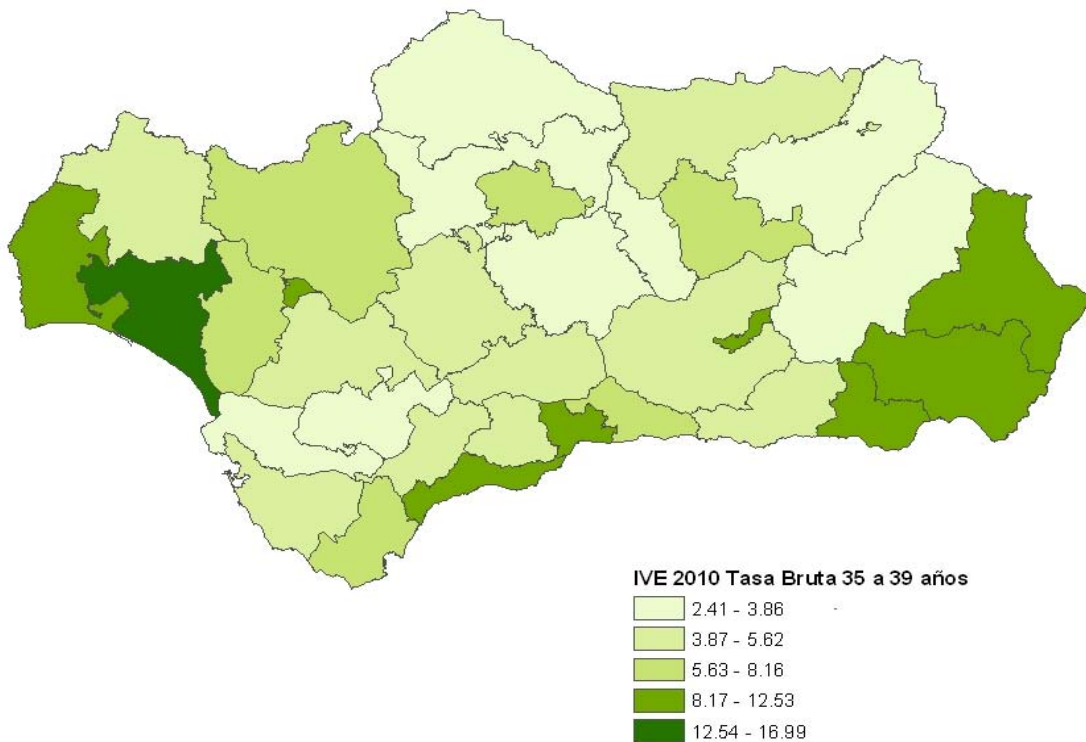 IVE 2010 Tasa Bruta 35 a 39 años
2.41 - 3.86
3.87 - 5.62
5.63 - 8.16
8.17 - 12.53
12.54 - 16.99